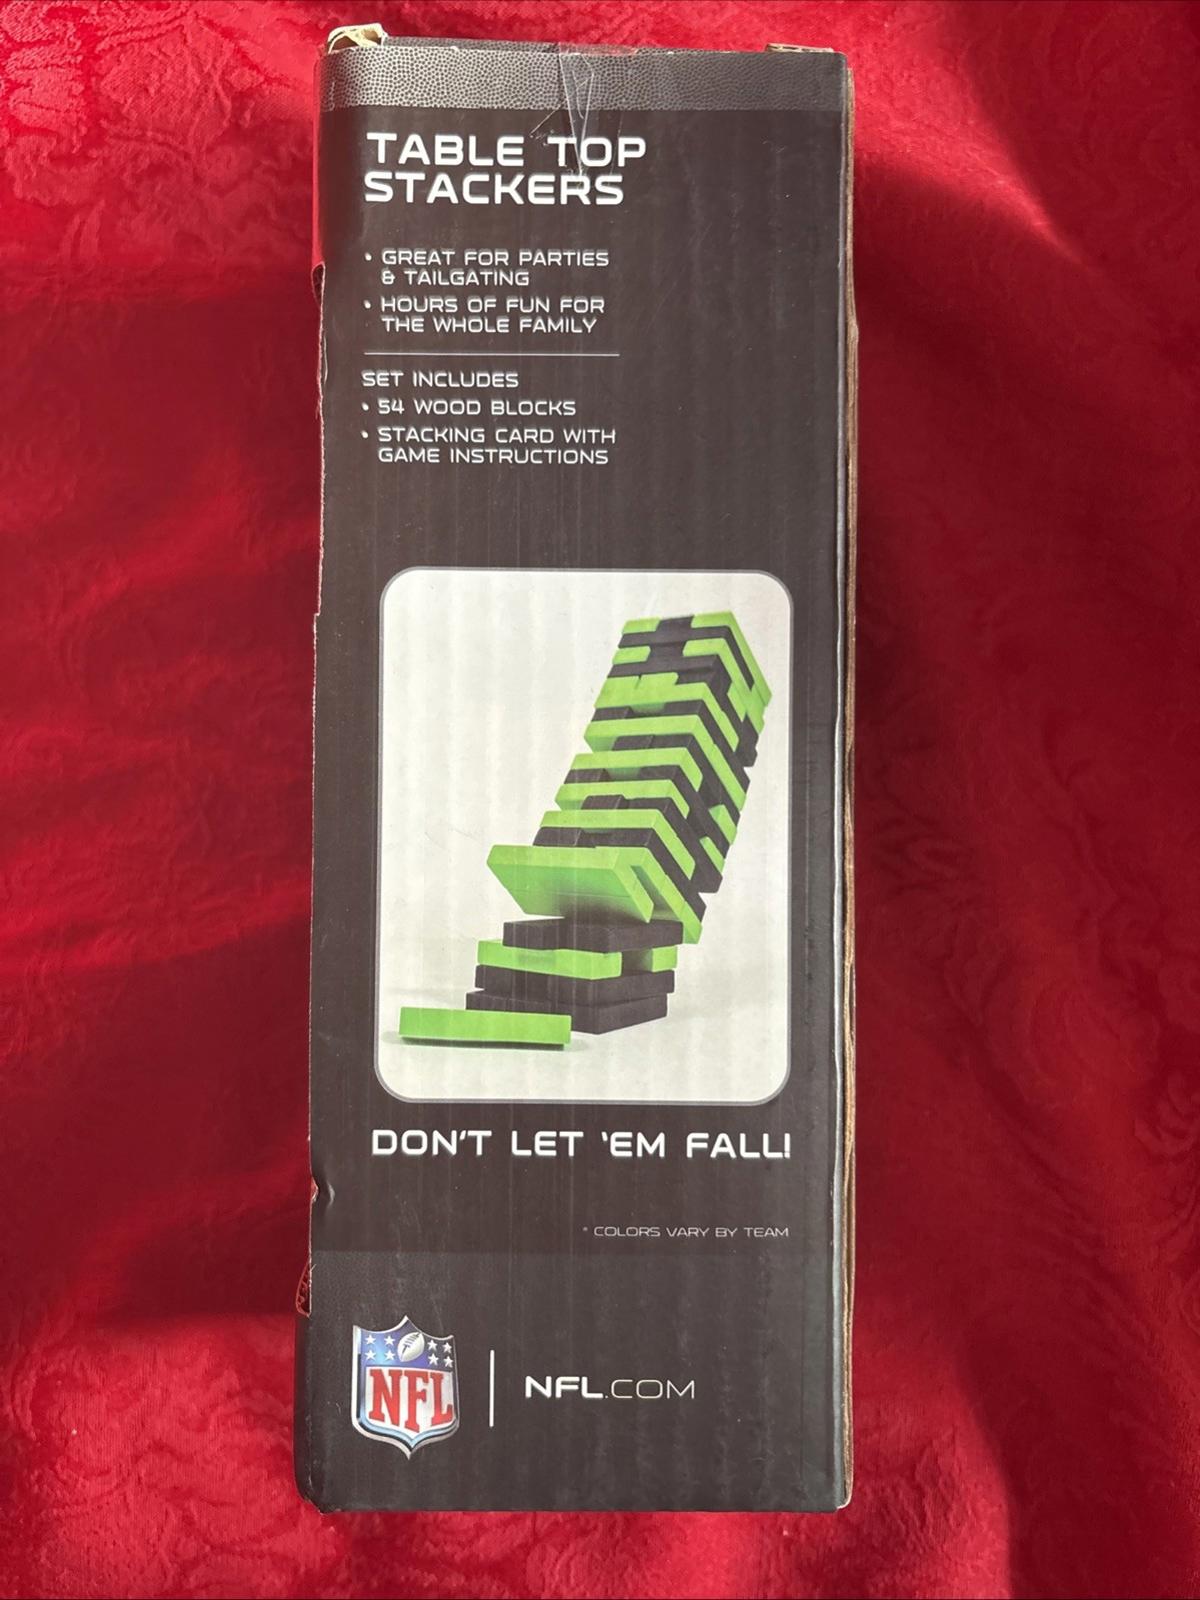 TABLE TOP
STACKERS
• GREAT FOR PARTIES
& TAILGATING
• HOURS OF FUN FOR
THE WHOLE FAMILY
SET INCLUDES
• 54 WOOD BLOCKS
• STACKING CARD WITH
GAME INSTRUCTIONS
DON'T LET 'EM FALL!
* COLORS VARY BY TEAM
NFL
NFL.COM